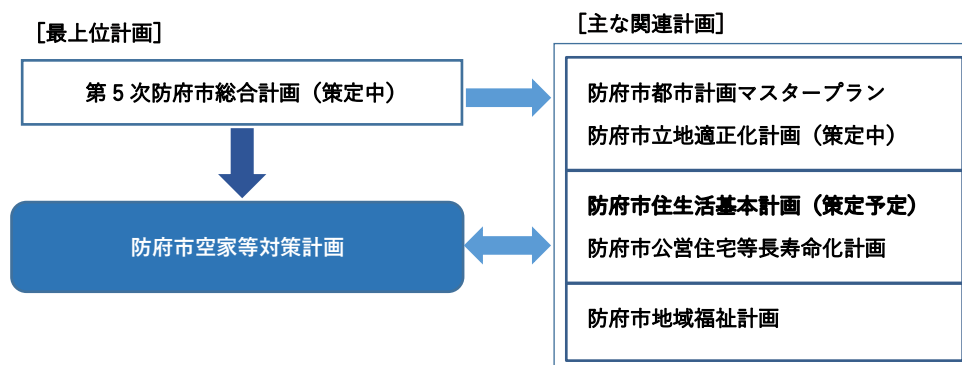 [最上位計画]
第5次防府市総合計画（策定中）
防府市空家等対策計画
[主な関連計画]
防府市都市計画マスタープラン
防府市立地適正化計画（策定中）
防府市住生活基本計画（策定予定）
防府市公営住宅等長寿命化計画
防府市地域福祉計画